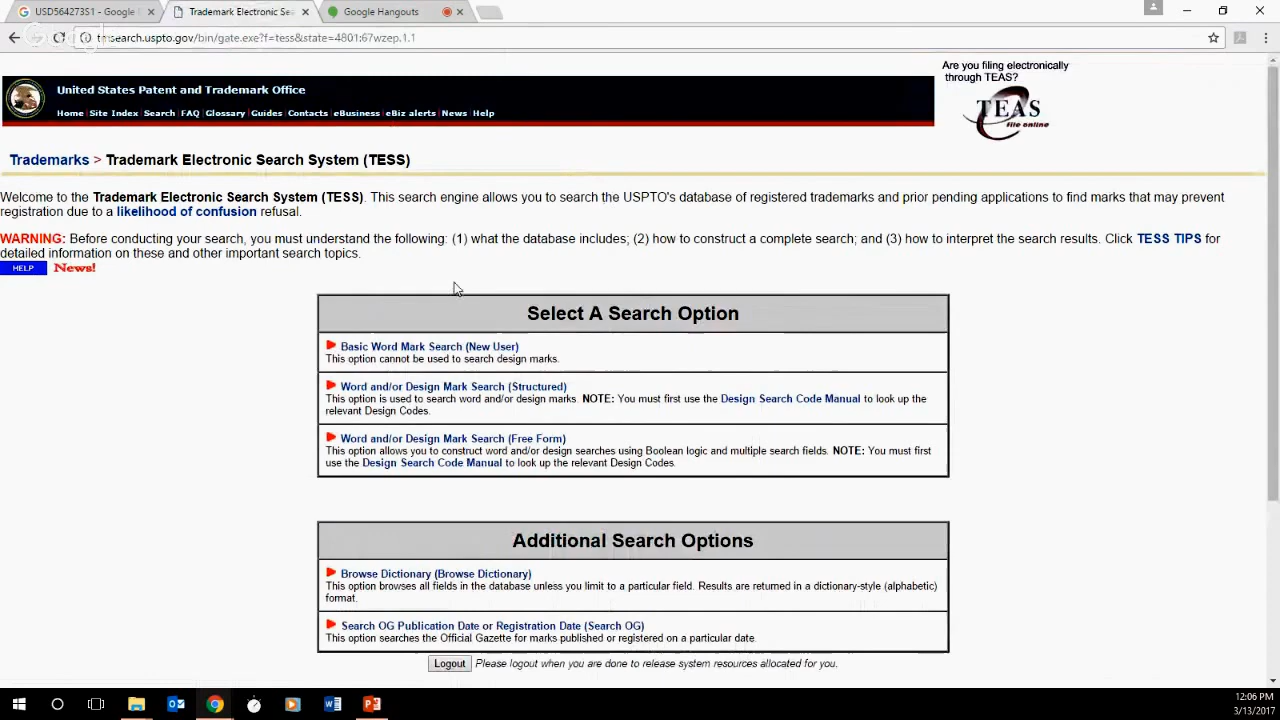 USD564273S1 - Google
Trademark Electronic Se
Google Hangouts
tmsearch.uspto.gov/bin/gate.exe?f=tess&state=4801:67wzep.1.1
Are you filing electronically
through TEAS?
United States Patent and Trademark Office
TEAS
file online
Home | Site Index | Search | FAQ | Glossary | Guides | Contacts | eBusiness | eBiz alerts | News | Help
Trademarks > Trademark Electronic Search System (TESS)
Welcome to the Trademark Electronic Search System (TESS). This search engine allows you to search the USPTO's database of registered trademarks and prior pending applications to find marks that may prevent
registration due to a likelihood of confusion refusal.
WARNING: Before conducting your search, you must understand the following: (1) what the database includes; (2) how to construct a complete search; and (3) how to interpret the search results. Click TESS TIPS for
detailed information on these and other important search topics.
HELP News!
Select A Search Option
Basic Word Mark Search (New User)
This option cannot be used to search design marks.
Word and/or Design Mark Search (Structured)
This option is used to search word and/or design marks. NOTE: You must first use the Design Search Code Manual to look up the
relevant Design Codes.
Word and/or Design Mark Search (Free Form)
This option allows you to construct word and/or design searches using Boolean logic and multiple search fields. NOTE: You must first
use the Design Search Code Manual to look up the relevant Design Codes.
Additional Search Options
Browse Dictionary (Browse Dictionary)
This option browses all fields in the database unless you limit to a particular field. Results are returned in a dictionary-style (alphabetic)
format.
Search OG Publication Date or Registration Date (Search OG)
This option searches the Official Gazette for marks published or registered on a particular date.
Logout Please logout when you are done to release system resources allocated for you.
12:06 PM
3/13/2017